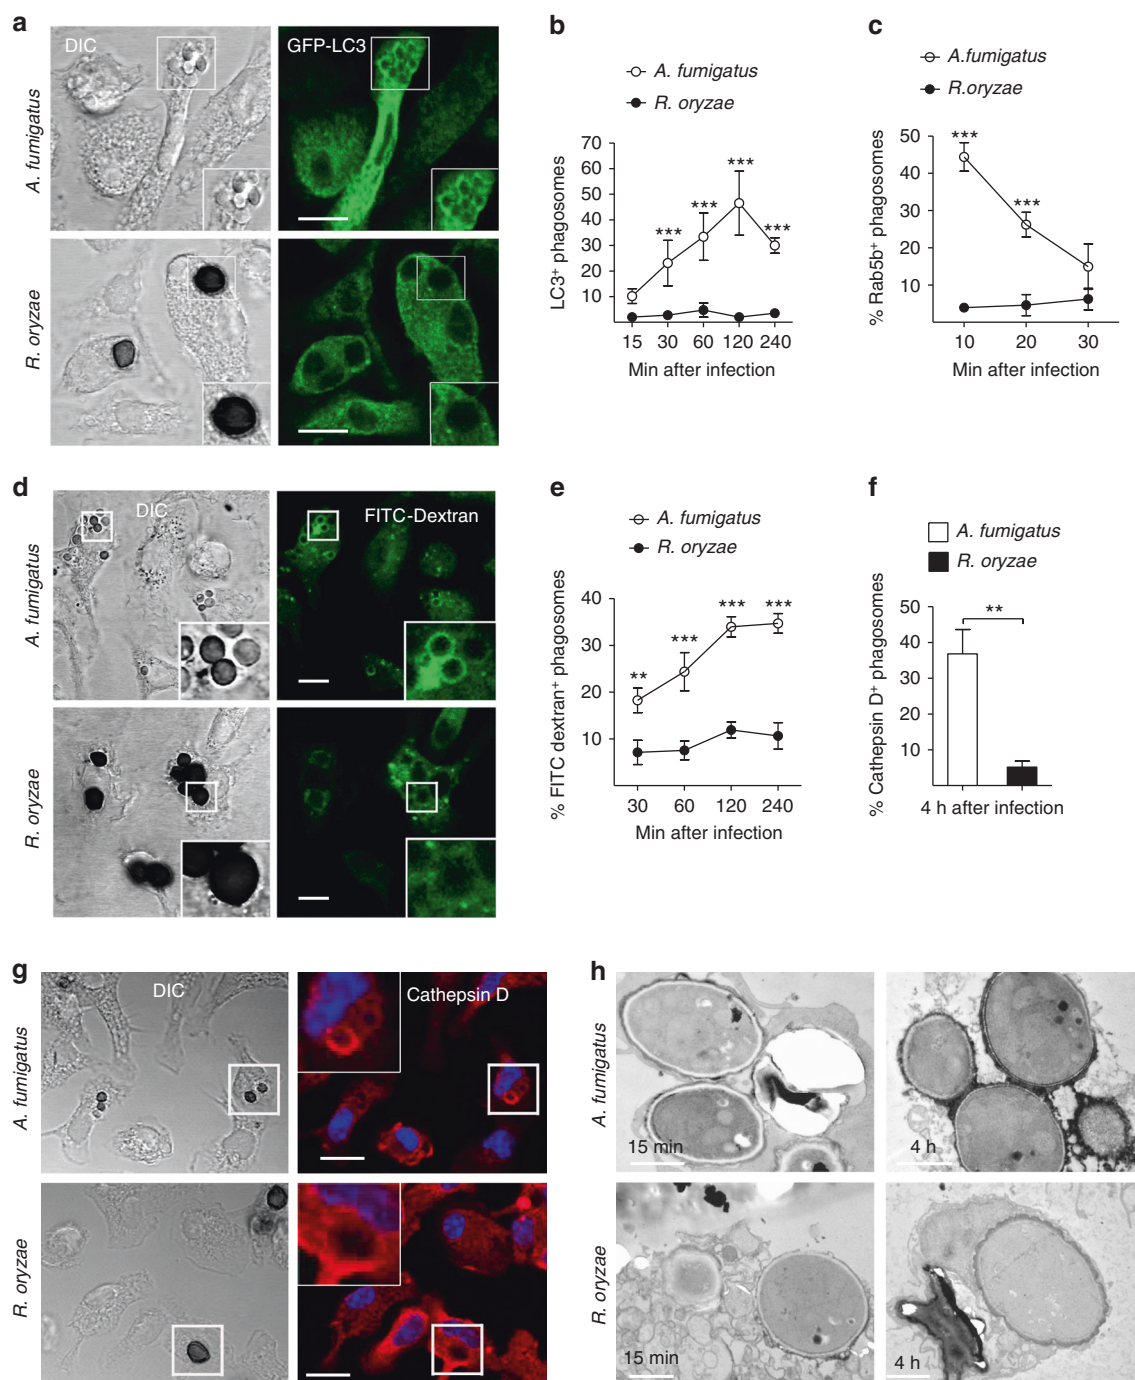 a
DIC
GFP-LC3
A. fumigatus
R. oryzae
b
A. fumigatus
R. oryzae
LC3⁺ phagosomes
70
60
50
40
30
20
10
***
***
***
***
15 30 60 120 240
Min after infection
c
A.fumigatus
R.oryzae
% Rab5b⁺ phagosomes
50
40
30
20
10
***
***
10 20 30
Min after infection
d
DIC
FITC-Dextran
A. fumigatus
R. oryzae
e
A. fumigatus
R. oryzae
% FITC dextran⁺ phagosomes
40
30
20
10
**
***
***
***
30 60 120 240
Min after infection
f
A. fumigatus
R. oryzae
% Cathepsin D⁺ phagosomes
50
40
30
20
10
**
4 h after infection
g
DIC
Cathepsin D
A. fumigatus
R. oryzae
h
A. fumigatus
15 min
4 h
R. oryzae
15 min
4 h